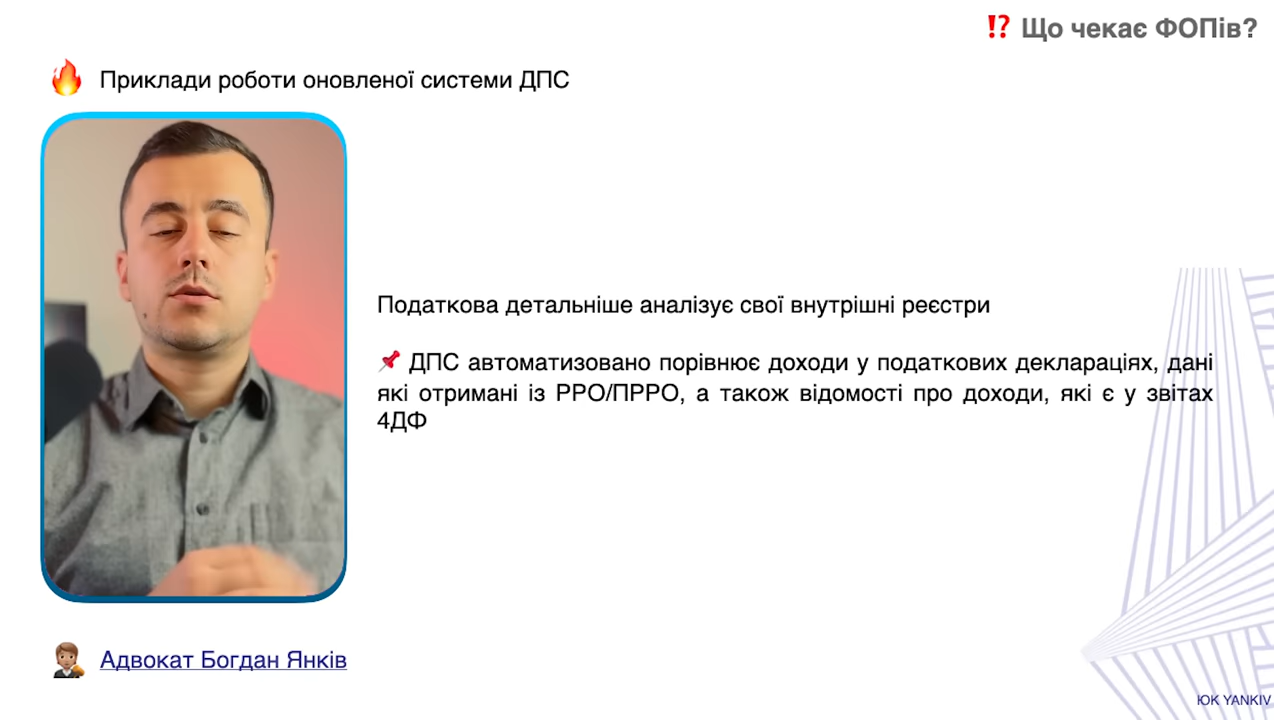 ⁉️ Що чекає ФОПів?
🔥 Приклади роботи оновленої системи ДПС
Податкова детальніше аналізує свої внутрішні реєстри
📌 ДПС автоматизовано порівнює доходи у податкових деклараціях, дані
які отримані із РРО/ПРРО, а також відомості про доходи, які є у звітах
4ДФ
Адвокат Богдан Янків
ЮК YANKIV